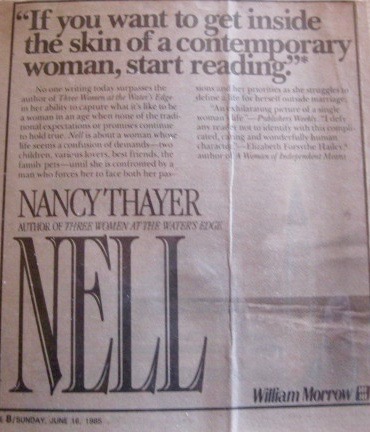 "If you want to get inside
the skin of a contemporary
woman, start reading."*
No one writing today surpasses the
author of Three Women at the Water's Edge
in her ability to capture what it's like to be
a woman in an age when none of the tradi-
tional expectations or promises continue
to hold true. Nell is about a woman whose
life seems a confusion of demands—two
children, various lovers, best friends, the
family pets—until she is confronted by a
man who forces her to face both her pas-
sions and her priorities as she struggles to
define a life for herself outside marriage.
"An exhilarating picture of a single
woman's life."—Publishers Weekly. "I defy
any reader not to identify with this compli-
cated, caring and wonderfully human
character."—Elizabeth Forsythe Hailey,*
author of A Woman of Independent Means
NANCY THAYER
AUTHOR OF THREE WOMEN AT THE WATER'S EDGE
NELL
William Morrow
B/SUNDAY, JUNE 16, 1985